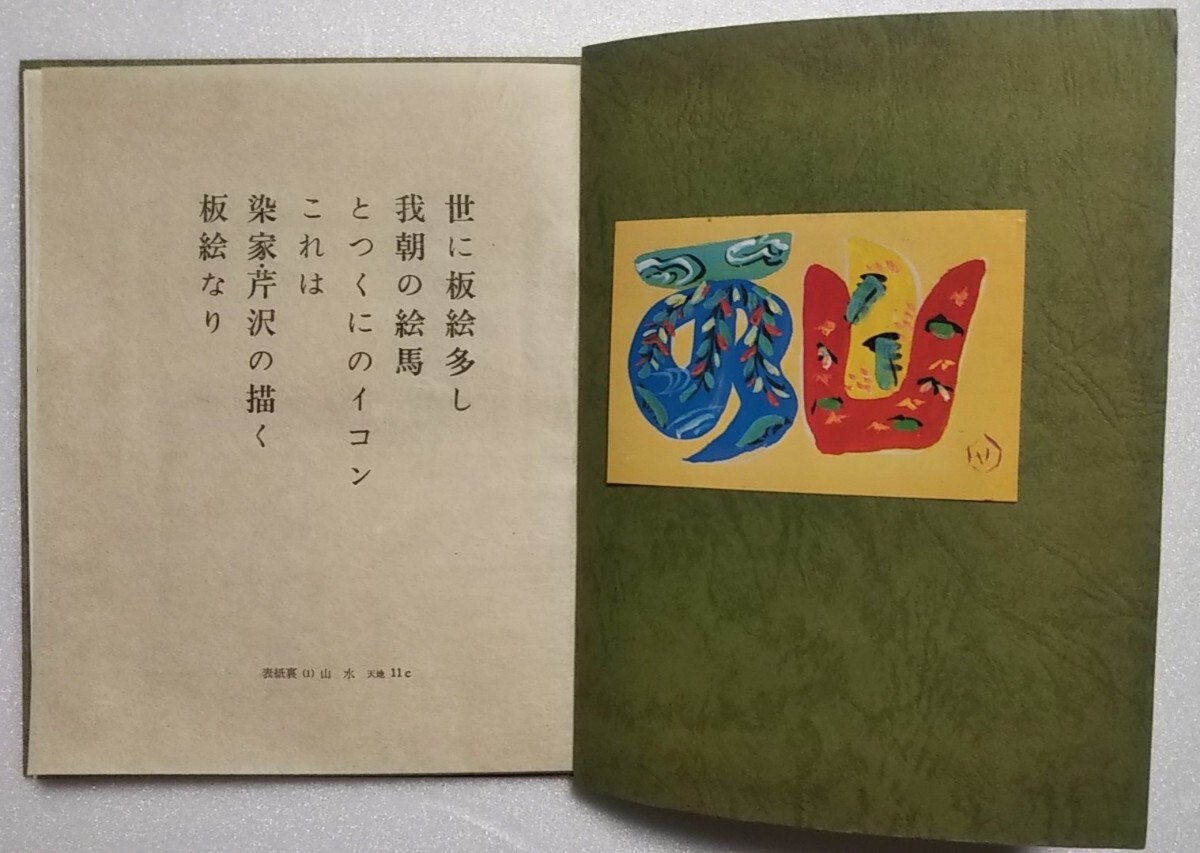 世に板絵多し
我朝の絵馬
とつくにのイコン
これは
染家・芹沢の描く
板絵なり
表紙裏 (1) 山 水 天地 11c